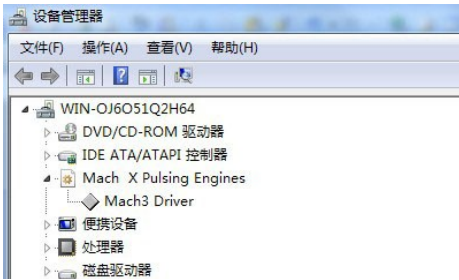 设备管理器
文件(F) 操作(A) 查看(V) 帮助(H)
WIN-OJ6O51Q2H64
DVD/CD-ROM 驱动器
IDE ATA/ATAPI 控制器
Mach X Pulsing Engines
Mach3 Driver
便携设备
处理器
磁盘驱动器